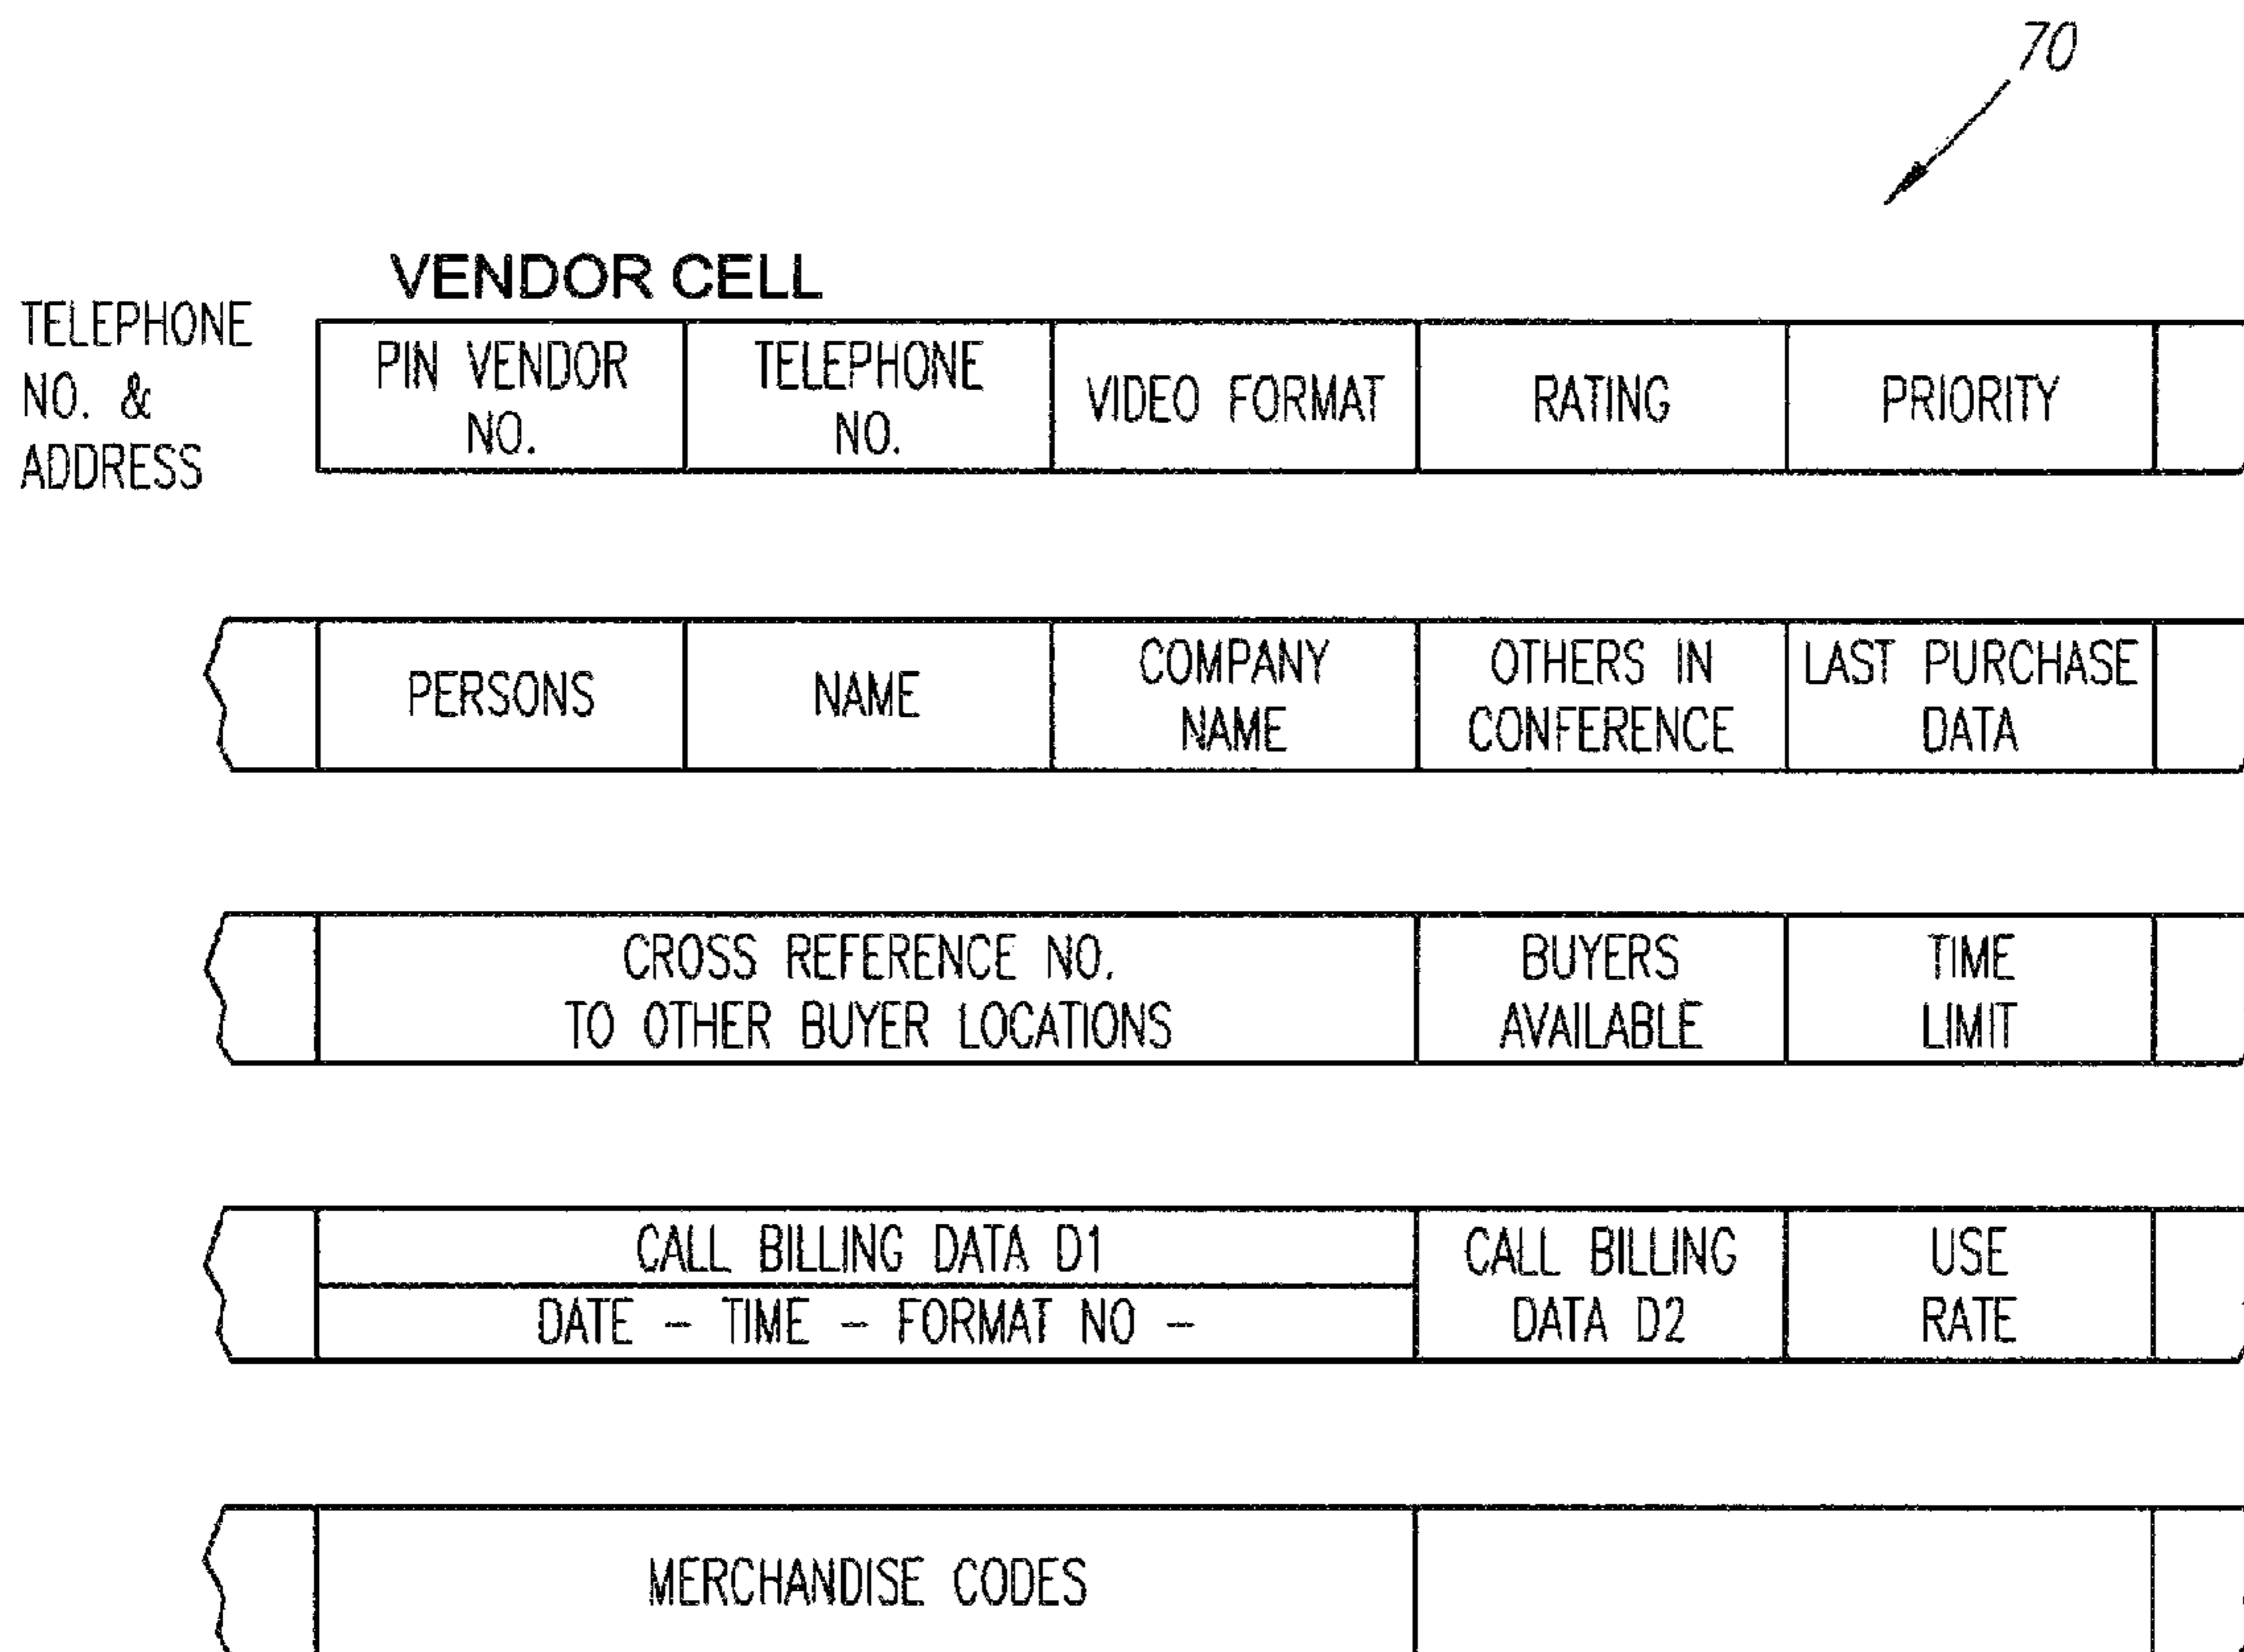 70
VENDOR CELL
TELEPHONE
NO. &
ADDRESS
PIN VENDOR
NO.
TELEPHONE
NO.
VIDEO FORMAT
RATING
PRIORITY
PERSONS
NAME
COMPANY
NAME
OTHERS IN
CONFERENCE
LAST PURCHASE
DATA
CROSS REFERENCE NO.
TO OTHER BUYER LOCATIONS
BUYERS
AVAILABLE
TIME
LIMIT
CALL BILLING DATA D1
DATE - TIME - FORMAT NO -
CALL BILLING
DATA D2
USE
RATE
MERCHANDISE CODES